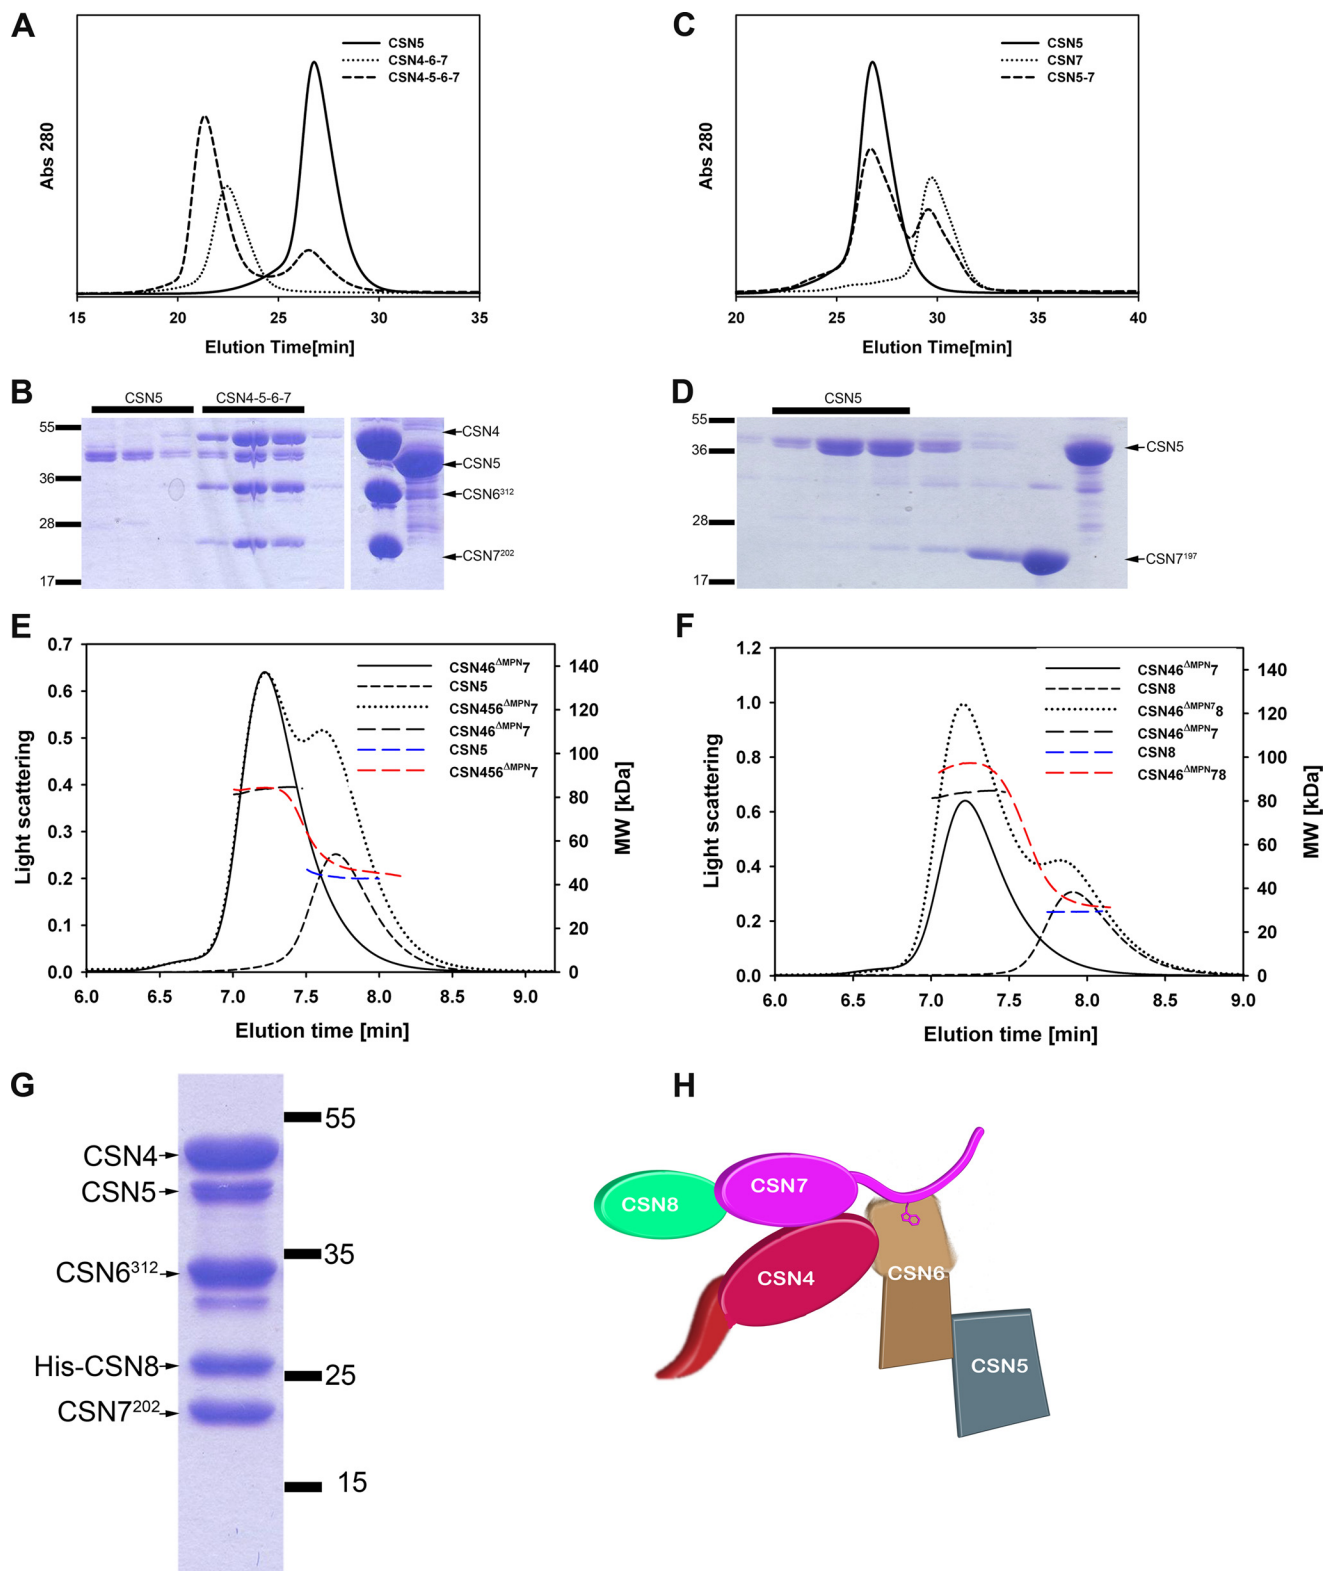 A
CSN5
CSN4-6-7
CSN4-5-6-7
Abs 280
15 20 25 30 35
Elution Time[min]
C
CSN5
CSN7
CSN5-7
Abs 280
20 25 30 35 40
Elution Time[min]
B
CSN5 CSN4-5-6-7
55
36
28
17
CSN4
CSN5
CSN6³¹²
CSN7²⁰²
D
CSN5
55
36
28
17
CSN5
CSN7¹⁹⁷
E
CSN46ΔMPN7
CSN5
CSN456ΔMPN7
CSN46ΔMPN7
CSN5
CSN456ΔMPN7
0.7
0.6
0.5
0.4
0.3
0.2
0.1
0.0
Light scattering
140
120
100
80
60
40
20
0
MW [kDa]
6.0 6.5 7.0 7.5 8.0 8.5 9.0
Elution time [min]
F
CSN46ΔMPN7
CSN8
CSN46ΔMPN78
CSN46ΔMPN7
CSN8
CSN46ΔMPN78
1.2
1.0
0.8
0.6
0.4
0.2
0.0
Light scattering
140
120
100
80
60
40
20
0
MW [kDa]
6.0 6.5 7.0 7.5 8.0 8.5 9.0
Elution time [min]
G
CSN4
CSN5
CSN6³¹²
His-CSN8
CSN7²⁰²
55
35
25
15
H
CSN8
CSN7
CSN4
CSN6
CSN5